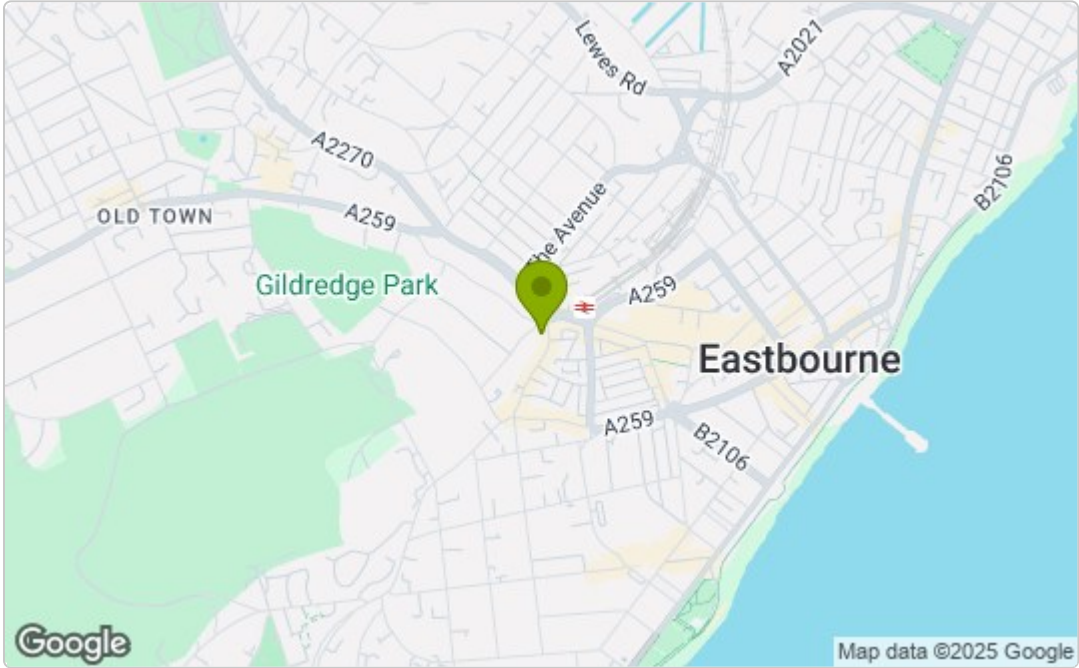 Lewes Rd
A2021
A2270
B2106
The Avenue
OLD TOWN
A259
Gildredge Park
A259
Eastbourne
A259
B2106
Google
Map data ©2025 Google